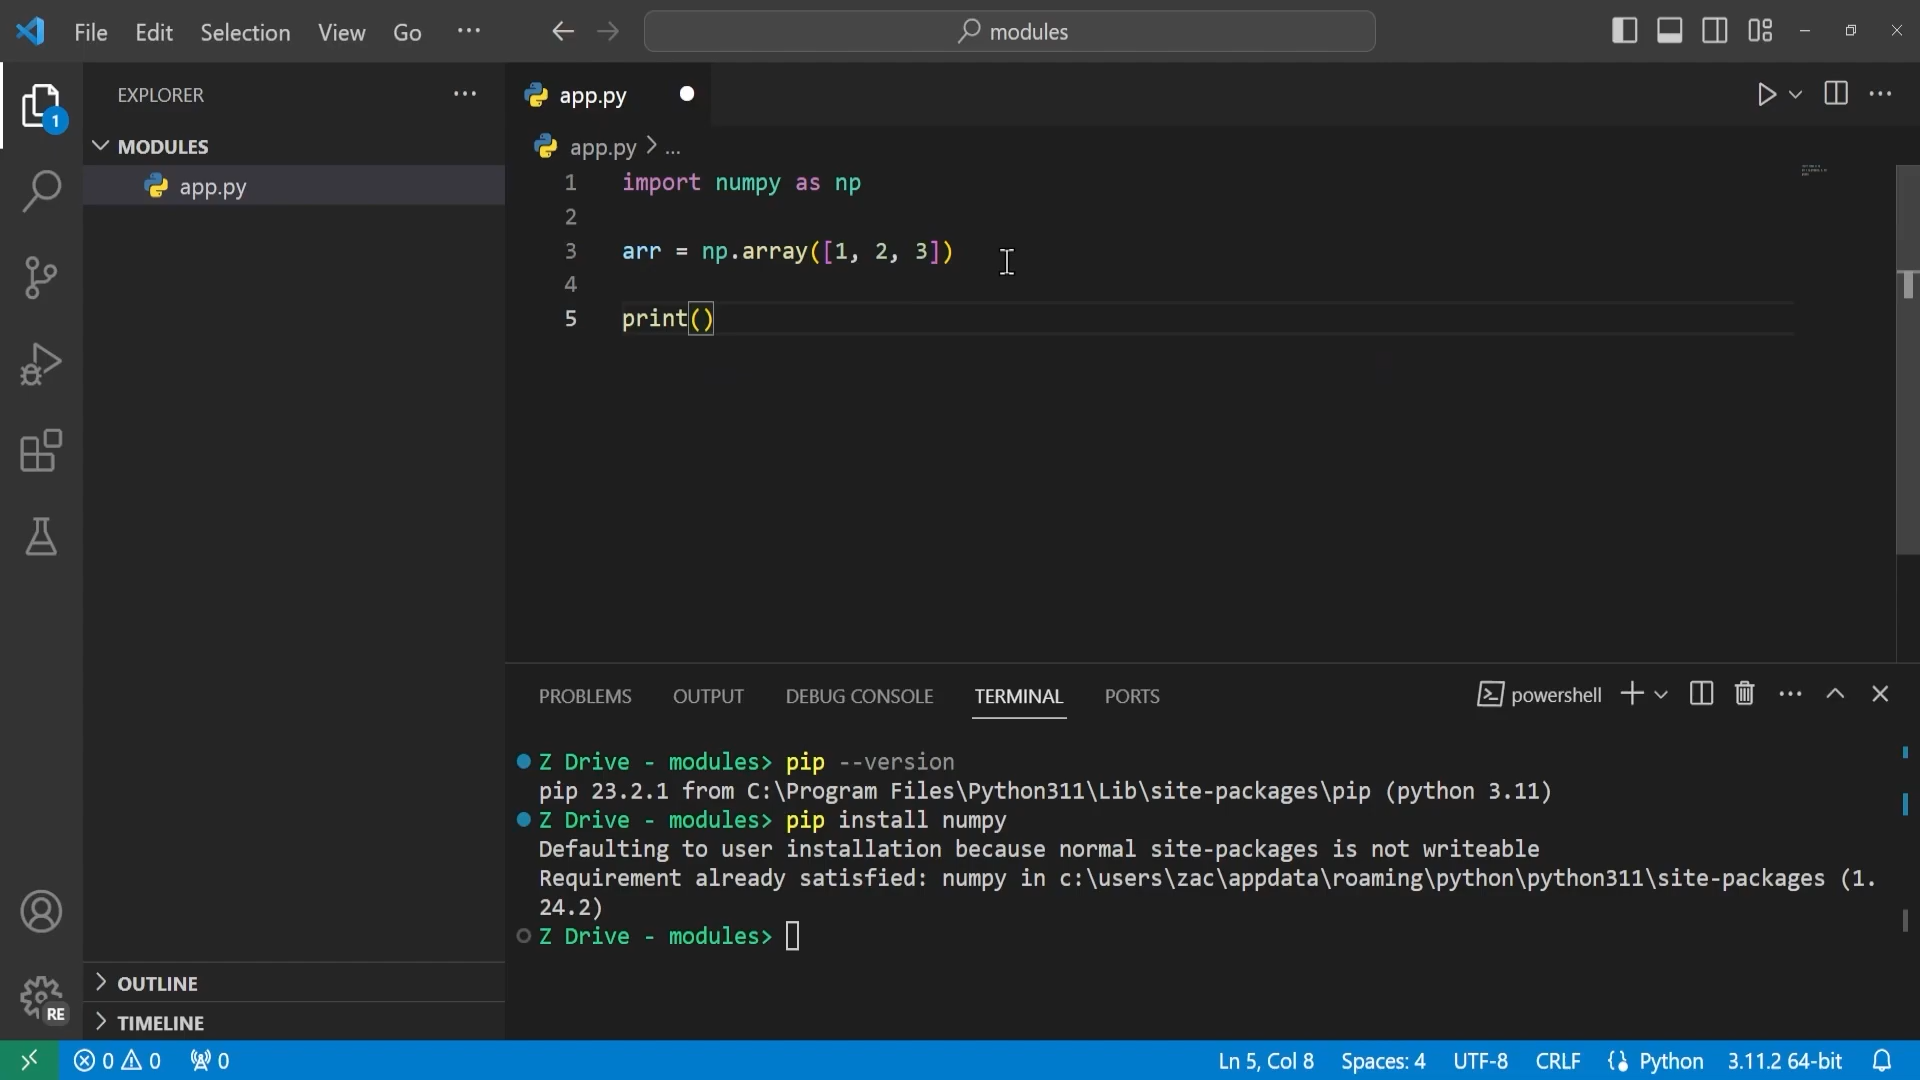 File Edit Selection View Go ···
modules
EXPLORER ···
1
MODULES
app.py
OUTLINE
TIMELINE
RE
app.py
app.py > ...
1 import numpy as np
2
3 arr = np.array([1, 2, 3])
4
5 print()
PROBLEMS OUTPUT DEBUG CONSOLE TERMINAL PORTS
powershell
Z Drive - modules> pip --version
pip 23.2.1 from C:\Program Files\Python311\Lib\site-packages\pip (python 3.11)
Z Drive - modules> pip install numpy
Defaulting to user installation because normal site-packages is not writeable
Requirement already satisfied: numpy in c:\users\zac\appdata\roaming\python\python311\site-packages (1.
24.2)
Z Drive - modules>
0 0 0 Ln 5, Col 8 Spaces: 4 UTF-8 CRLF Python 3.11.2 64-bit